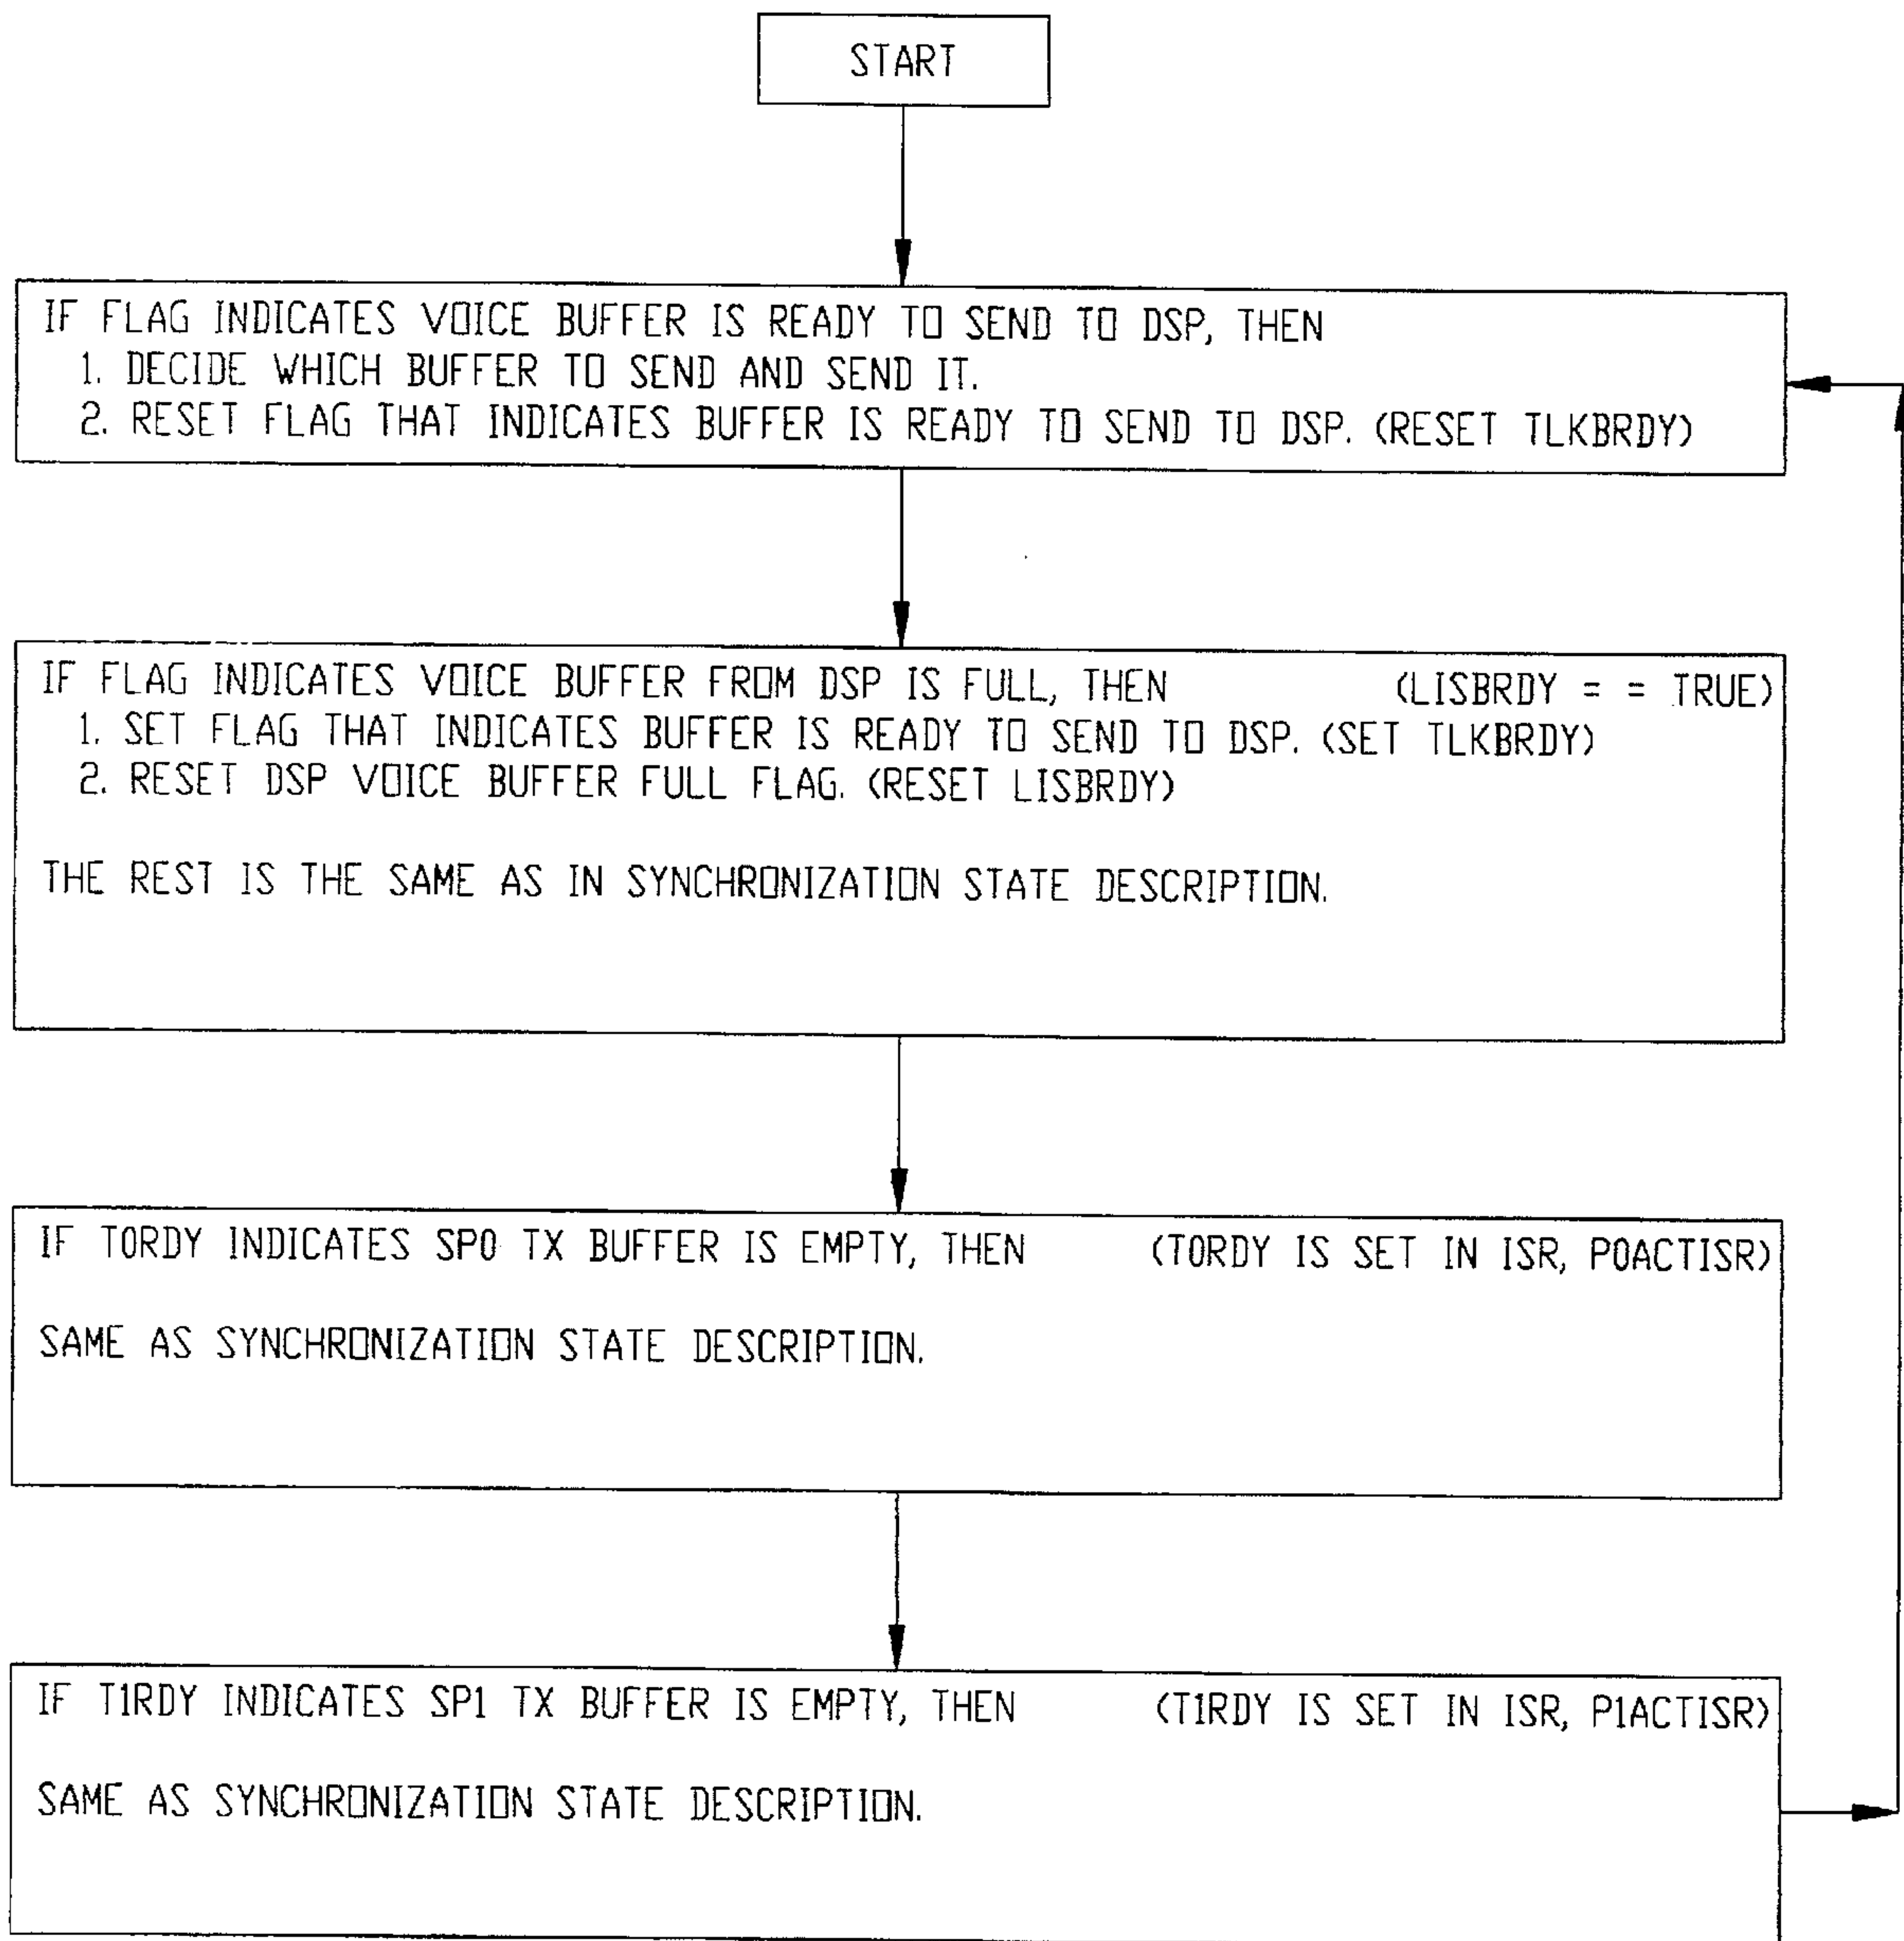 START
IF FLAG INDICATES VOICE BUFFER IS READY TO SEND TO DSP, THEN
1. DECIDE WHICH BUFFER TO SEND AND SEND IT.
2. RESET FLAG THAT INDICATES BUFFER IS READY TO SEND TO DSP. (RESET TLKBRDY)
IF FLAG INDICATES VOICE BUFFER FROM DSP IS FULL, THEN (LISBRDY = = TRUE)
1. SET FLAG THAT INDICATES BUFFER IS READY TO SEND TO DSP. (SET TLKBRDY)
2. RESET DSP VOICE BUFFER FULL FLAG. (RESET LISBRDY)
THE REST IS THE SAME AS IN SYNCHRONIZATION STATE DESCRIPTION.
IF T0RDY INDICATES SP0 TX BUFFER IS EMPTY, THEN (T0RDY IS SET IN ISR, P0ACTISR)
SAME AS SYNCHRONIZATION STATE DESCRIPTION.
IF T1RDY INDICATES SP1 TX BUFFER IS EMPTY, THEN (T1RDY IS SET IN ISR, P1ACTISR)
SAME AS SYNCHRONIZATION STATE DESCRIPTION.